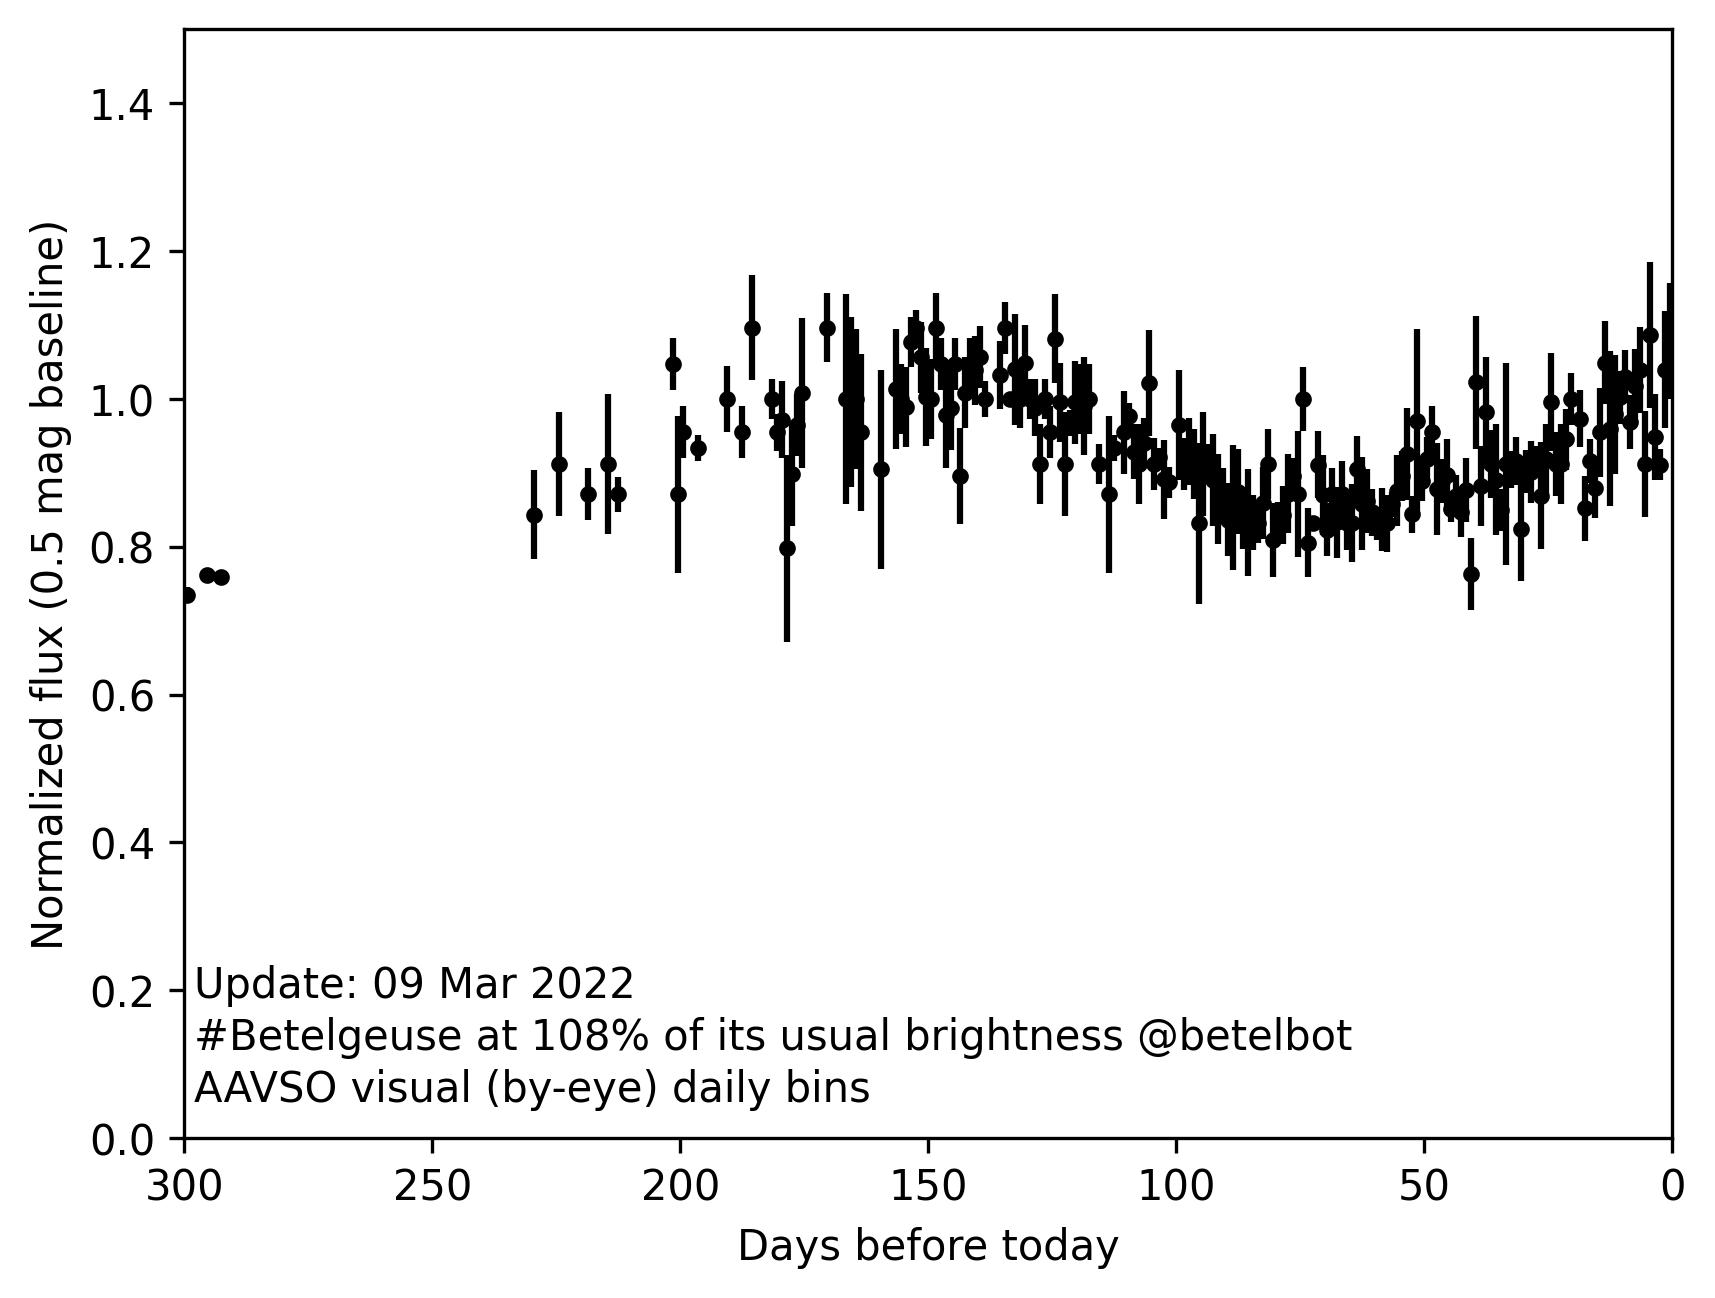 1.4
1.2
1.0
0.8
0.6
0.4
0.2
0.0
Normalized flux (0.5 mag baseline)
Update: 09 Mar 2022
#Betelgeuse at 108% of its usual brightness @betelbot
AAVSO visual (by-eye) daily bins
300 250 200 150 100 50 0
Days before today